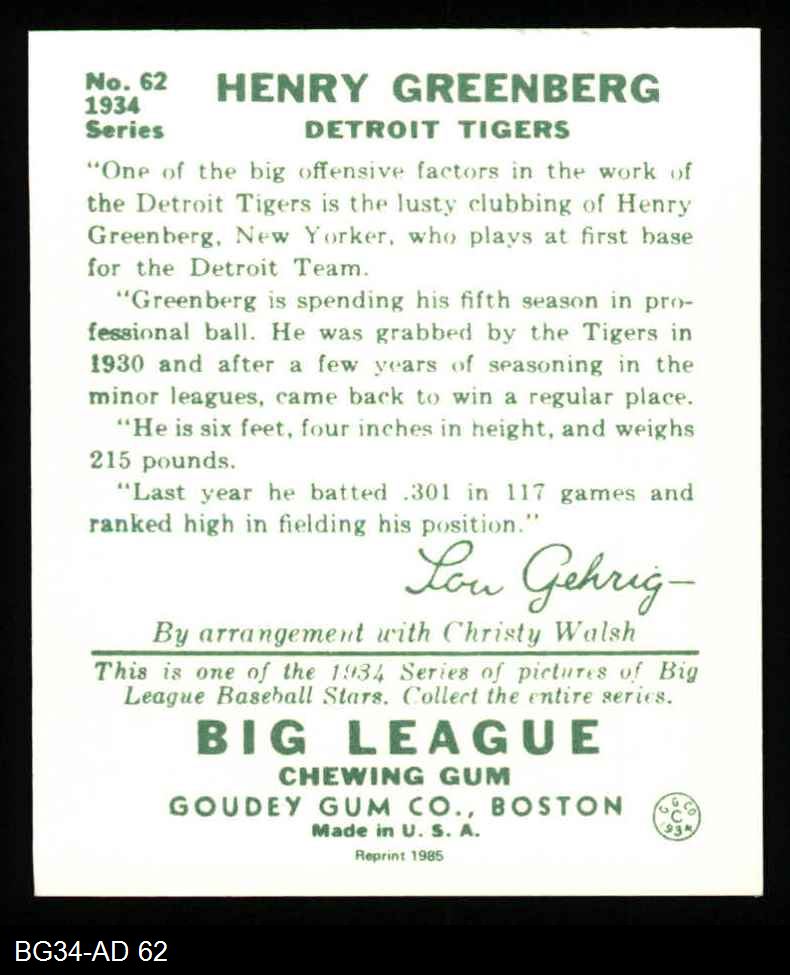 No. 62
1934
Series
HENRY GREENBERG
DETROIT TIGERS
"One of the big offensive factors in the work of
the Detroit Tigers is the lusty clubbing of Henry
Greenberg, New Yorker, who plays at first base
for the Detroit Team.
"Greenberg is spending his fifth season in pro-
fessional ball. He was grabbed by the Tigers in
1930 and after a few years of seasoning in the
minor leagues, came back to win a regular place.
"He is six feet, four inches in height, and weighs
215 pounds.
"Last year he batted .301 in 117 games and
ranked high in fielding his position."
Lou Gehrig—
By arrangement with Christy Walsh
This is one of the 1934 Series of pictures of Big
League Baseball Stars. Collect the entire series.
BIG LEAGUE
CHEWING GUM
GOUDEY GUM CO., BOSTON
Made in U. S. A.
Reprint 1985
G G CO
C
1934
BG34-AD 62